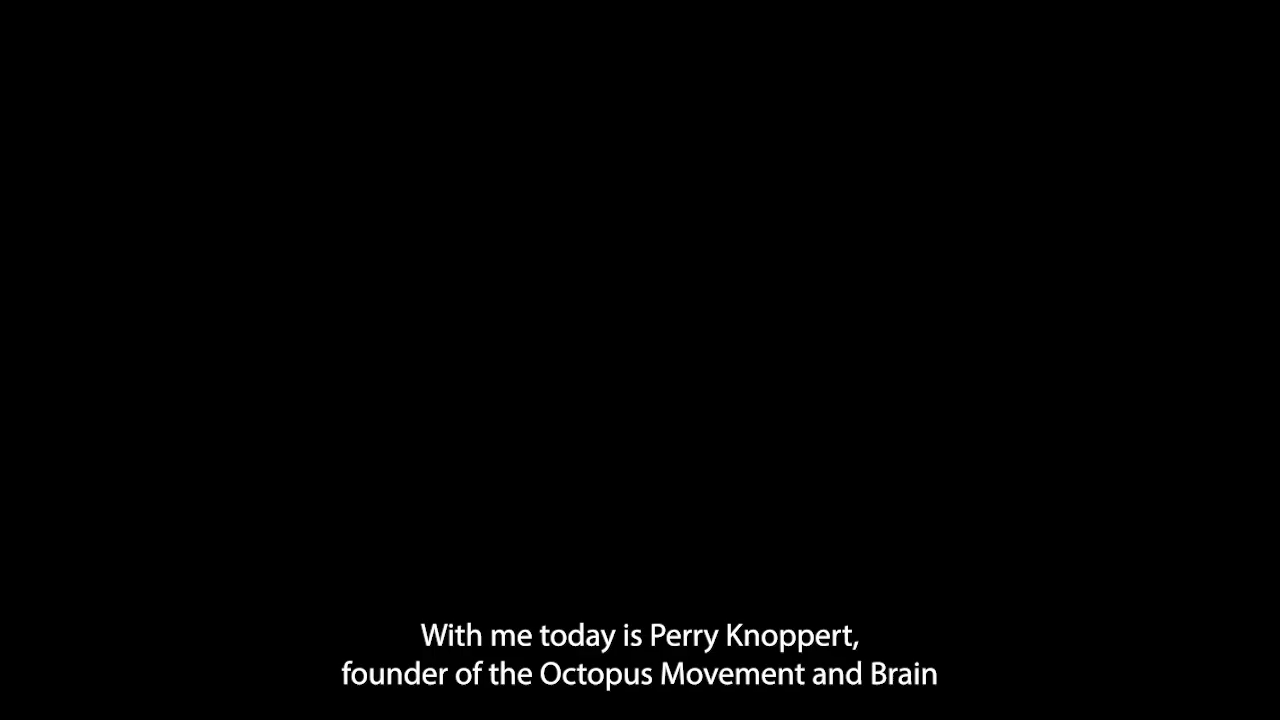 With me today is Perry Knoppert,
founder of the Octopus Movement and Brain